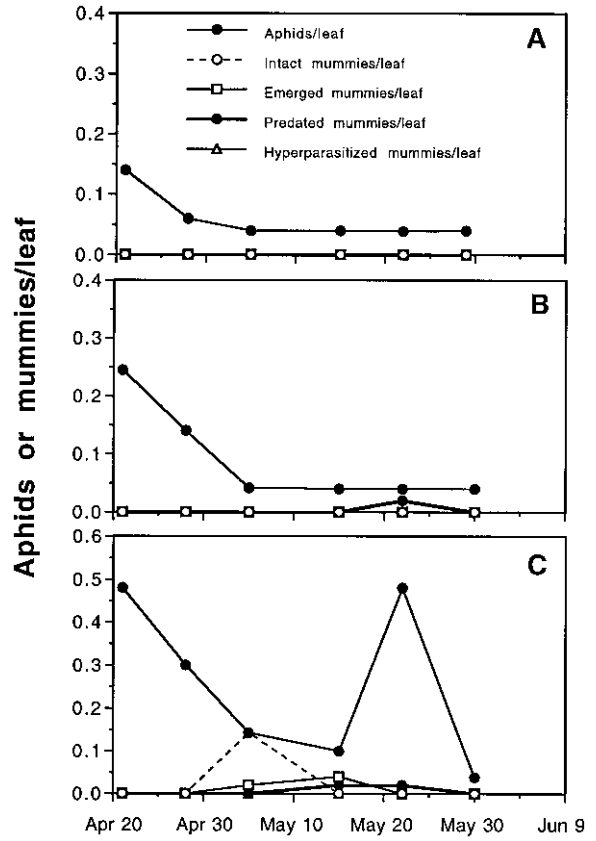 Aphids or mummies/leaf
A
0.4
0.3
0.2
0.1
0.0
Aphids/leaf
Intact mummies/leaf
Emerged mummies/leaf
Predated mummies/leaf
Hyperparasitized mummies/leaf
B
0.4
0.3
0.2
0.1
0.0
C
0.6
0.5
0.4
0.3
0.2
0.1
0.0
Apr 20 Apr 30 May 10 May 20 May 30 Jun 9